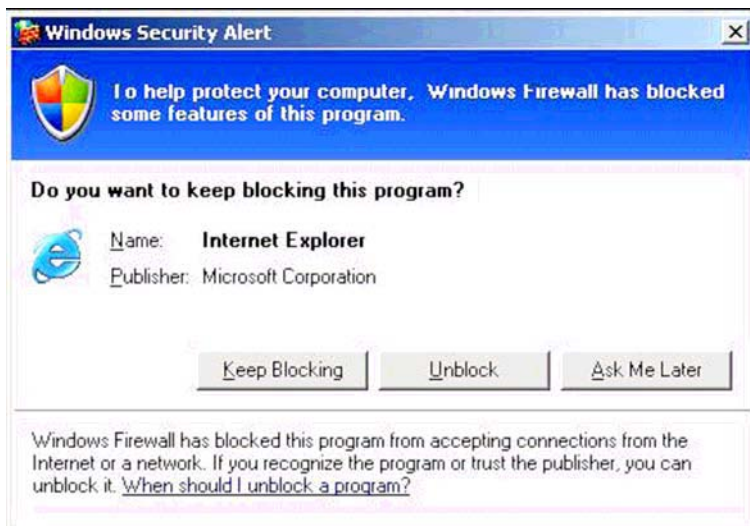 Windows Security Alert
To help protect your computer, Windows Firewall has blocked
some features of this program.
Do you want to keep blocking this program?
Name: Internet Explorer
Publisher: Microsoft Corporation
Keep Blocking Unblock Ask Me Later
Windows Firewall has blocked this program from accepting connections from the
Internet or a network. If you recognize the program or trust the publisher, you can
unblock it. When should I unblock a program?